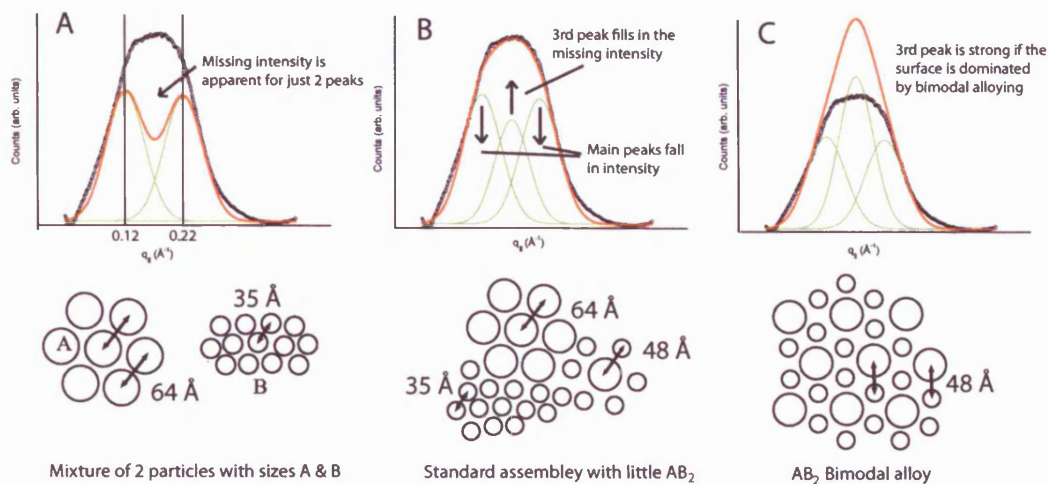 A
Missing intensity is
apparent for just 2 peaks
Counts (arb. units)
0.12
0.22
B
3rd peak fills in the
missing intensity
Main peaks fall
in intensity
Counts (arb. units)
C
3rd peak is strong if the
surface is dominated
by bimodal alloying
Counts (arb. units)
A
64 Å
35 Å
B
64 Å
48 Å
35 Å
48 Å
Mixture of 2 particles with sizes A & B
Standard assembley with little AB₂
AB₂ Bimodal alloy